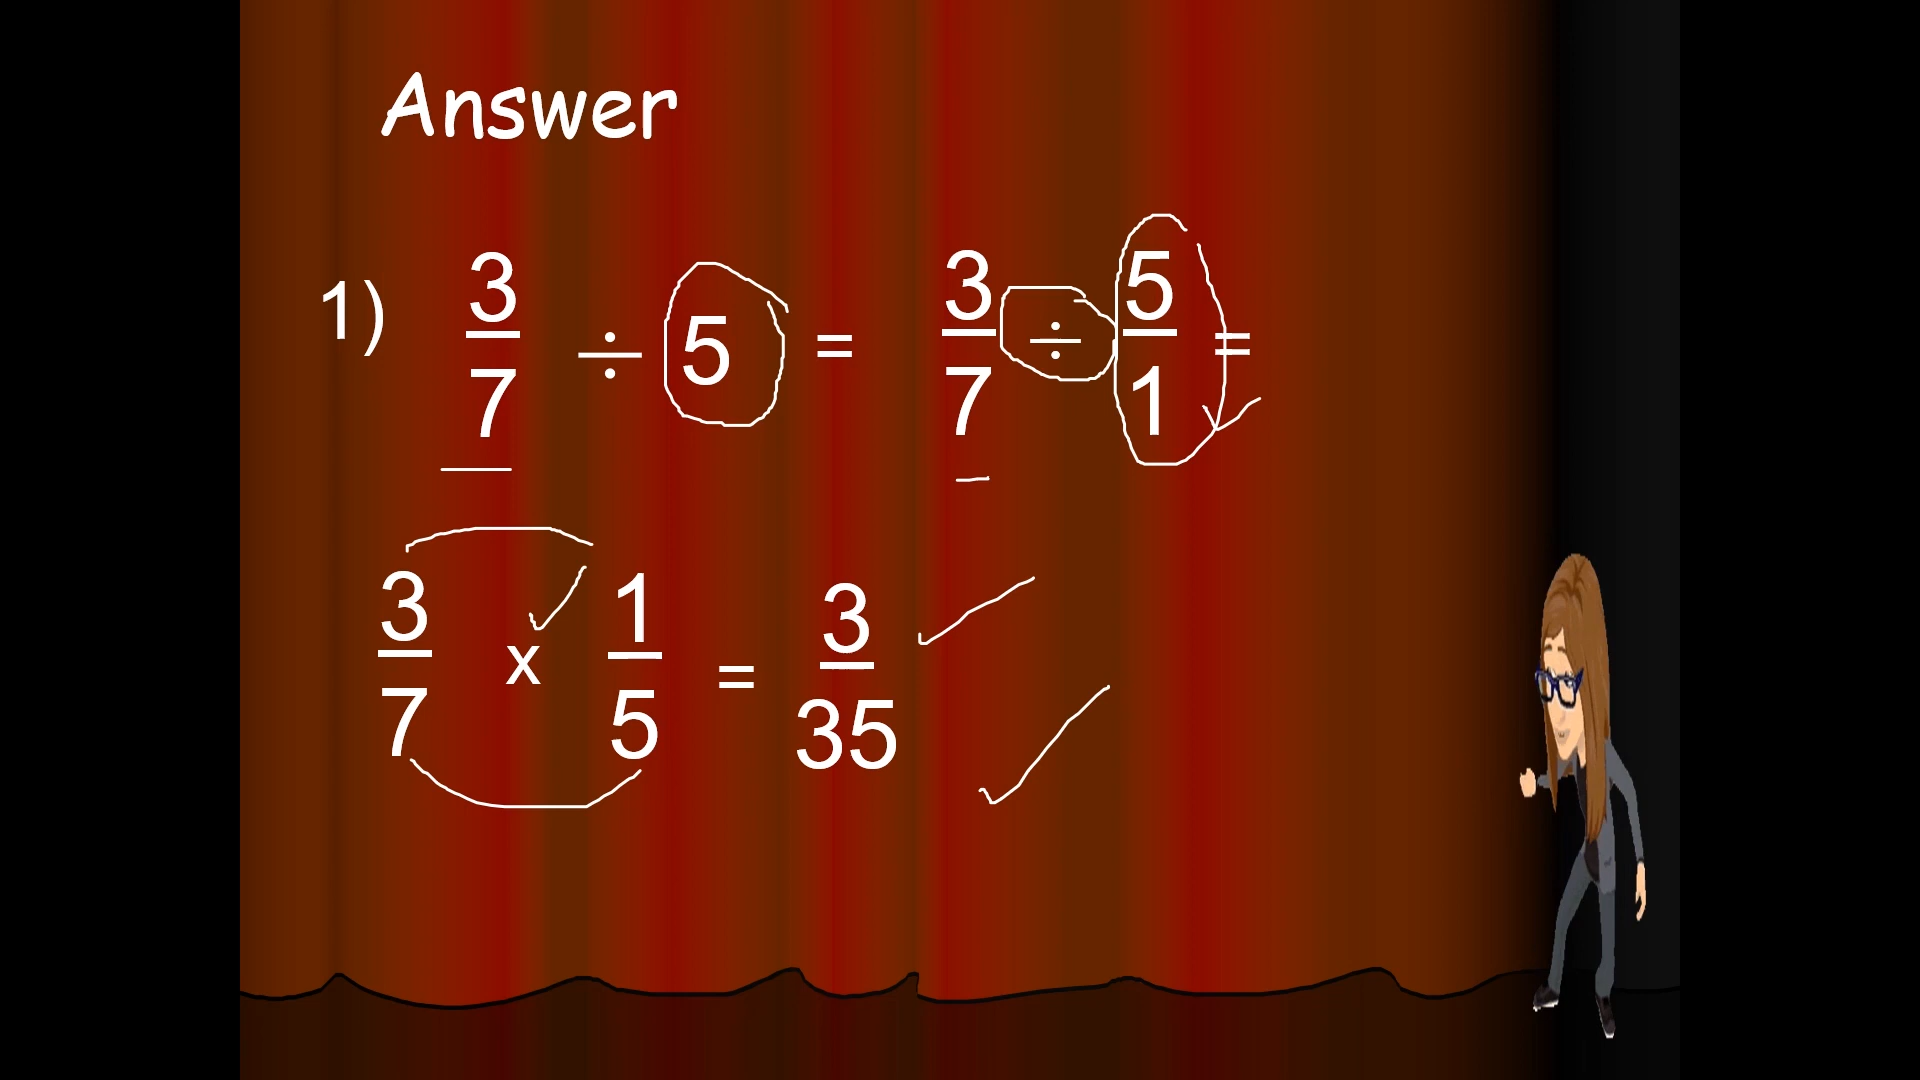 Answer
1) 3/7 ÷ 5 = 3/7 ÷ 5/1 =
3/7 x 1/5 = 3/35